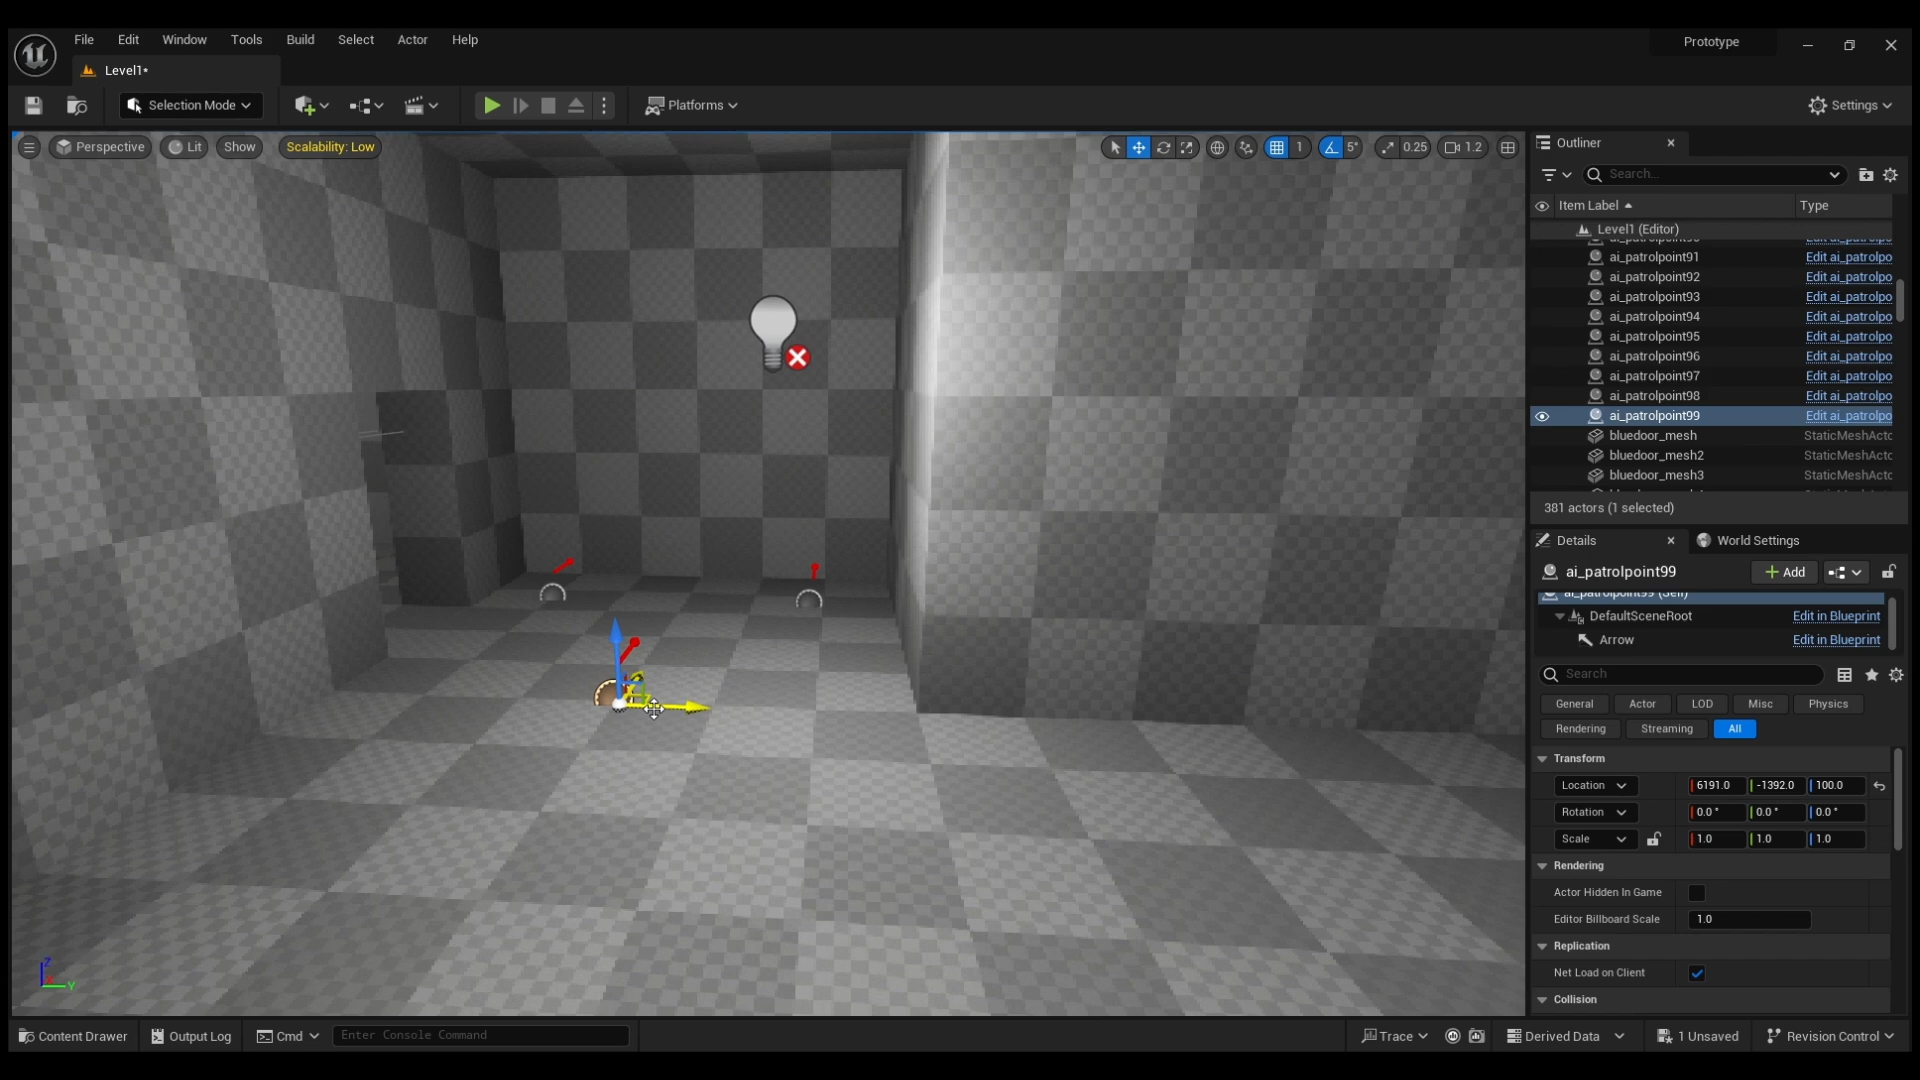 File Edit Window Tools Build Select Actor Help
Prototype
Level1*
Selection Mode
Platforms
Settings
Perspective Lit Show Scalability: Low
1 5° 0.25 1.2
Outliner
Search...
Item Label Type
Level1 (Editor)
ai_patrolpoint91 Edit ai_patrolpo
ai_patrolpoint92 Edit ai_patrolpo
ai_patrolpoint93 Edit ai_patrolpo
ai_patrolpoint94 Edit ai_patrolpo
ai_patrolpoint95 Edit ai_patrolpo
ai_patrolpoint96 Edit ai_patrolpo
ai_patrolpoint97 Edit ai_patrolpo
ai_patrolpoint98 Edit ai_patrolpo
ai_patrolpoint99 Edit ai_patrolpo
bluedoor_mesh StaticMeshActo
bluedoor_mesh2 StaticMeshActo
bluedoor_mesh3 StaticMeshActo
381 actors (1 selected)
Details World Settings
ai_patrolpoint99 Add
ai_patrolpoint99 (Self)
DefaultSceneRoot Edit in Blueprint
Arrow Edit in Blueprint
Search
General Actor LOD Misc Physics
Rendering Streaming All
Transform
Location 6191.0 -1392.0 100.0
Rotation 0.0° 0.0° 0.0°
Scale 1.0 1.0 1.0
Rendering
Actor Hidden In Game
Editor Billboard Scale 1.0
Replication
Net Load on Client
Collision
Z
Y
Content Drawer Output Log Cmd Enter Console Command
Trace Derived Data 1 Unsaved Revision Control